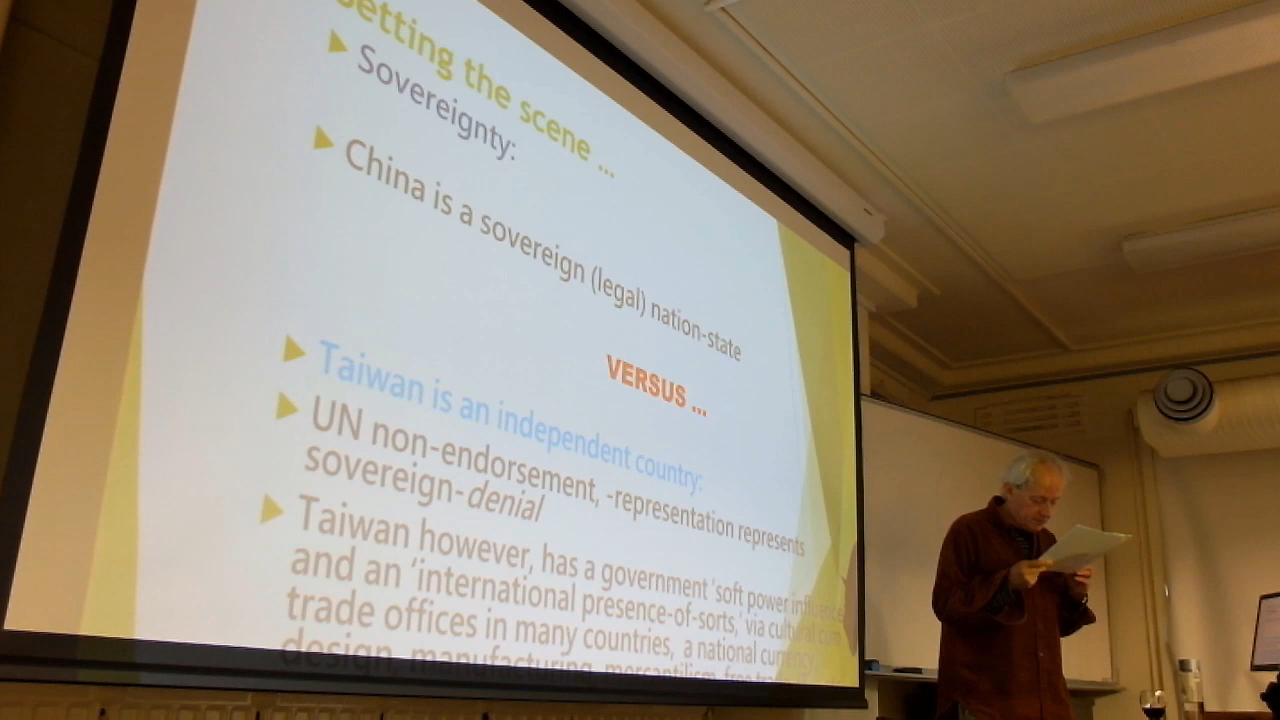 Setting the scene ...
Sovereignty:
China is a sovereign (legal) nation-state
VERSUS ...
Taiwan is an independent country:
UN non-endorsement, -representation represents
sovereign-denial
Taiwan however, has a government 'soft power influence
and an 'international presence-of-sorts,' via cultural cum
trade offices in many countries, a national currency,
design, manufacturing, mercantilism, free